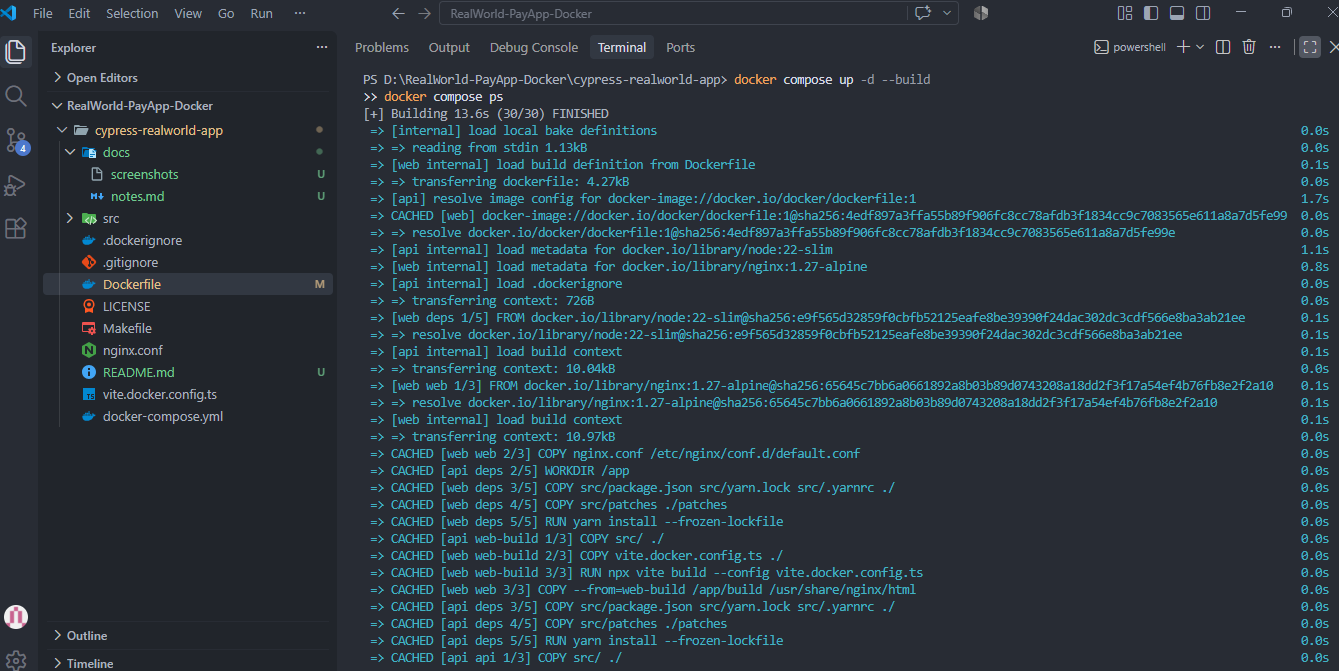 File Edit Selection View Go Run ··· RealWorld-PayApp-Docker
Explorer ···
Open Editors
RealWorld-PayApp-Docker
cypress-realworld-app
docs
screenshots U
notes.md U
src
.dockerignore
.gitignore
Dockerfile M
LICENSE
Makefile
nginx.conf
README.md U
vite.docker.config.ts
docker-compose.yml
Outline
Timeline
4
Problems Output Debug Console Terminal Ports powershell ···
PS D:\RealWorld-PayApp-Docker\cypress-realworld-app> docker compose up -d --build
>> docker compose ps
[+] Building 13.6s (30/30) FINISHED
=> [internal] load local bake definitions 0.0s
=> => reading from stdin 1.13kB 0.0s
=> [web internal] load build definition from Dockerfile 0.1s
=> => transferring dockerfile: 4.27kB 0.0s
=> [api] resolve image config for docker-image://docker.io/docker/dockerfile:1 1.7s
=> CACHED [web] docker-image://docker.io/docker/dockerfile:1@sha256:4edf897a3ffa55b89f906fc8cc78afdb3f1834cc9c7083565e611a8a7d5fe99 0.0s
=> => resolve docker.io/docker/dockerfile:1@sha256:4edf897a3ffa55b89f906fc8cc78afdb3f1834cc9c7083565e611a8a7d5fe99e 0.0s
=> [api internal] load metadata for docker.io/library/node:22-slim 1.1s
=> [web internal] load metadata for docker.io/library/nginx:1.27-alpine 0.8s
=> [api internal] load .dockerignore 0.0s
=> => transferring context: 726B 0.0s
=> [web deps 1/5] FROM docker.io/library/node:22-slim@sha256:e9f565d32859f0cbfb52125eafe8be39390f24dac302dc3cdf566e8ba3ab21ee 0.1s
=> => resolve docker.io/library/node:22-slim@sha256:e9f565d32859f0cbfb52125eafe8be39390f24dac302dc3cdf566e8ba3ab21ee 0.1s
=> [api internal] load build context 0.1s
=> => transferring context: 10.04kB 0.0s
=> [web web 1/3] FROM docker.io/library/nginx:1.27-alpine@sha256:65645c7bb6a0661892a8b03b89d0743208a18dd2f3f17a54ef4b76fb8e2f2a10 0.1s
=> => resolve docker.io/library/nginx:1.27-alpine@sha256:65645c7bb6a0661892a8b03b89d0743208a18dd2f3f17a54ef4b76fb8e2f2a10 0.1s
=> [web internal] load build context 0.1s
=> => transferring context: 10.97kB 0.0s
=> CACHED [web web 2/3] COPY nginx.conf /etc/nginx/conf.d/default.conf 0.0s
=> CACHED [api deps 2/5] WORKDIR /app 0.0s
=> CACHED [web deps 3/5] COPY src/package.json src/yarn.lock src/.yarnrc ./ 0.0s
=> CACHED [web deps 4/5] COPY src/patches ./patches 0.0s
=> CACHED [web deps 5/5] RUN yarn install --frozen-lockfile 0.0s
=> CACHED [api web-build 1/3] COPY src/ ./ 0.0s
=> CACHED [web web-build 2/3] COPY vite.docker.config.ts ./ 0.0s
=> CACHED [web web-build 3/3] RUN npx vite build --config vite.docker.config.ts 0.0s
=> CACHED [web web 3/3] COPY --from=web-build /app/build /usr/share/nginx/html 0.0s
=> CACHED [api deps 3/5] COPY src/package.json src/yarn.lock src/.yarnrc ./ 0.0s
=> CACHED [api deps 4/5] COPY src/patches ./patches 0.0s
=> CACHED [api deps 5/5] RUN yarn install --frozen-lockfile 0.0s
=> CACHED [api api 1/3] COPY src/ ./ 0.0s